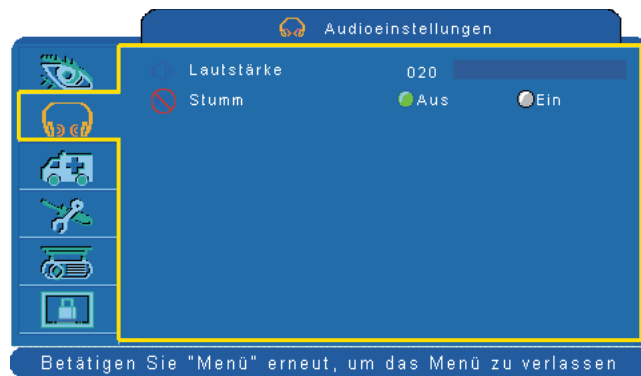 Audioeinstellungen
Lautstärke 020
Stumm Aus Ein
Betätigen Sie "Menü" erneut, um das Menü zu verlassen